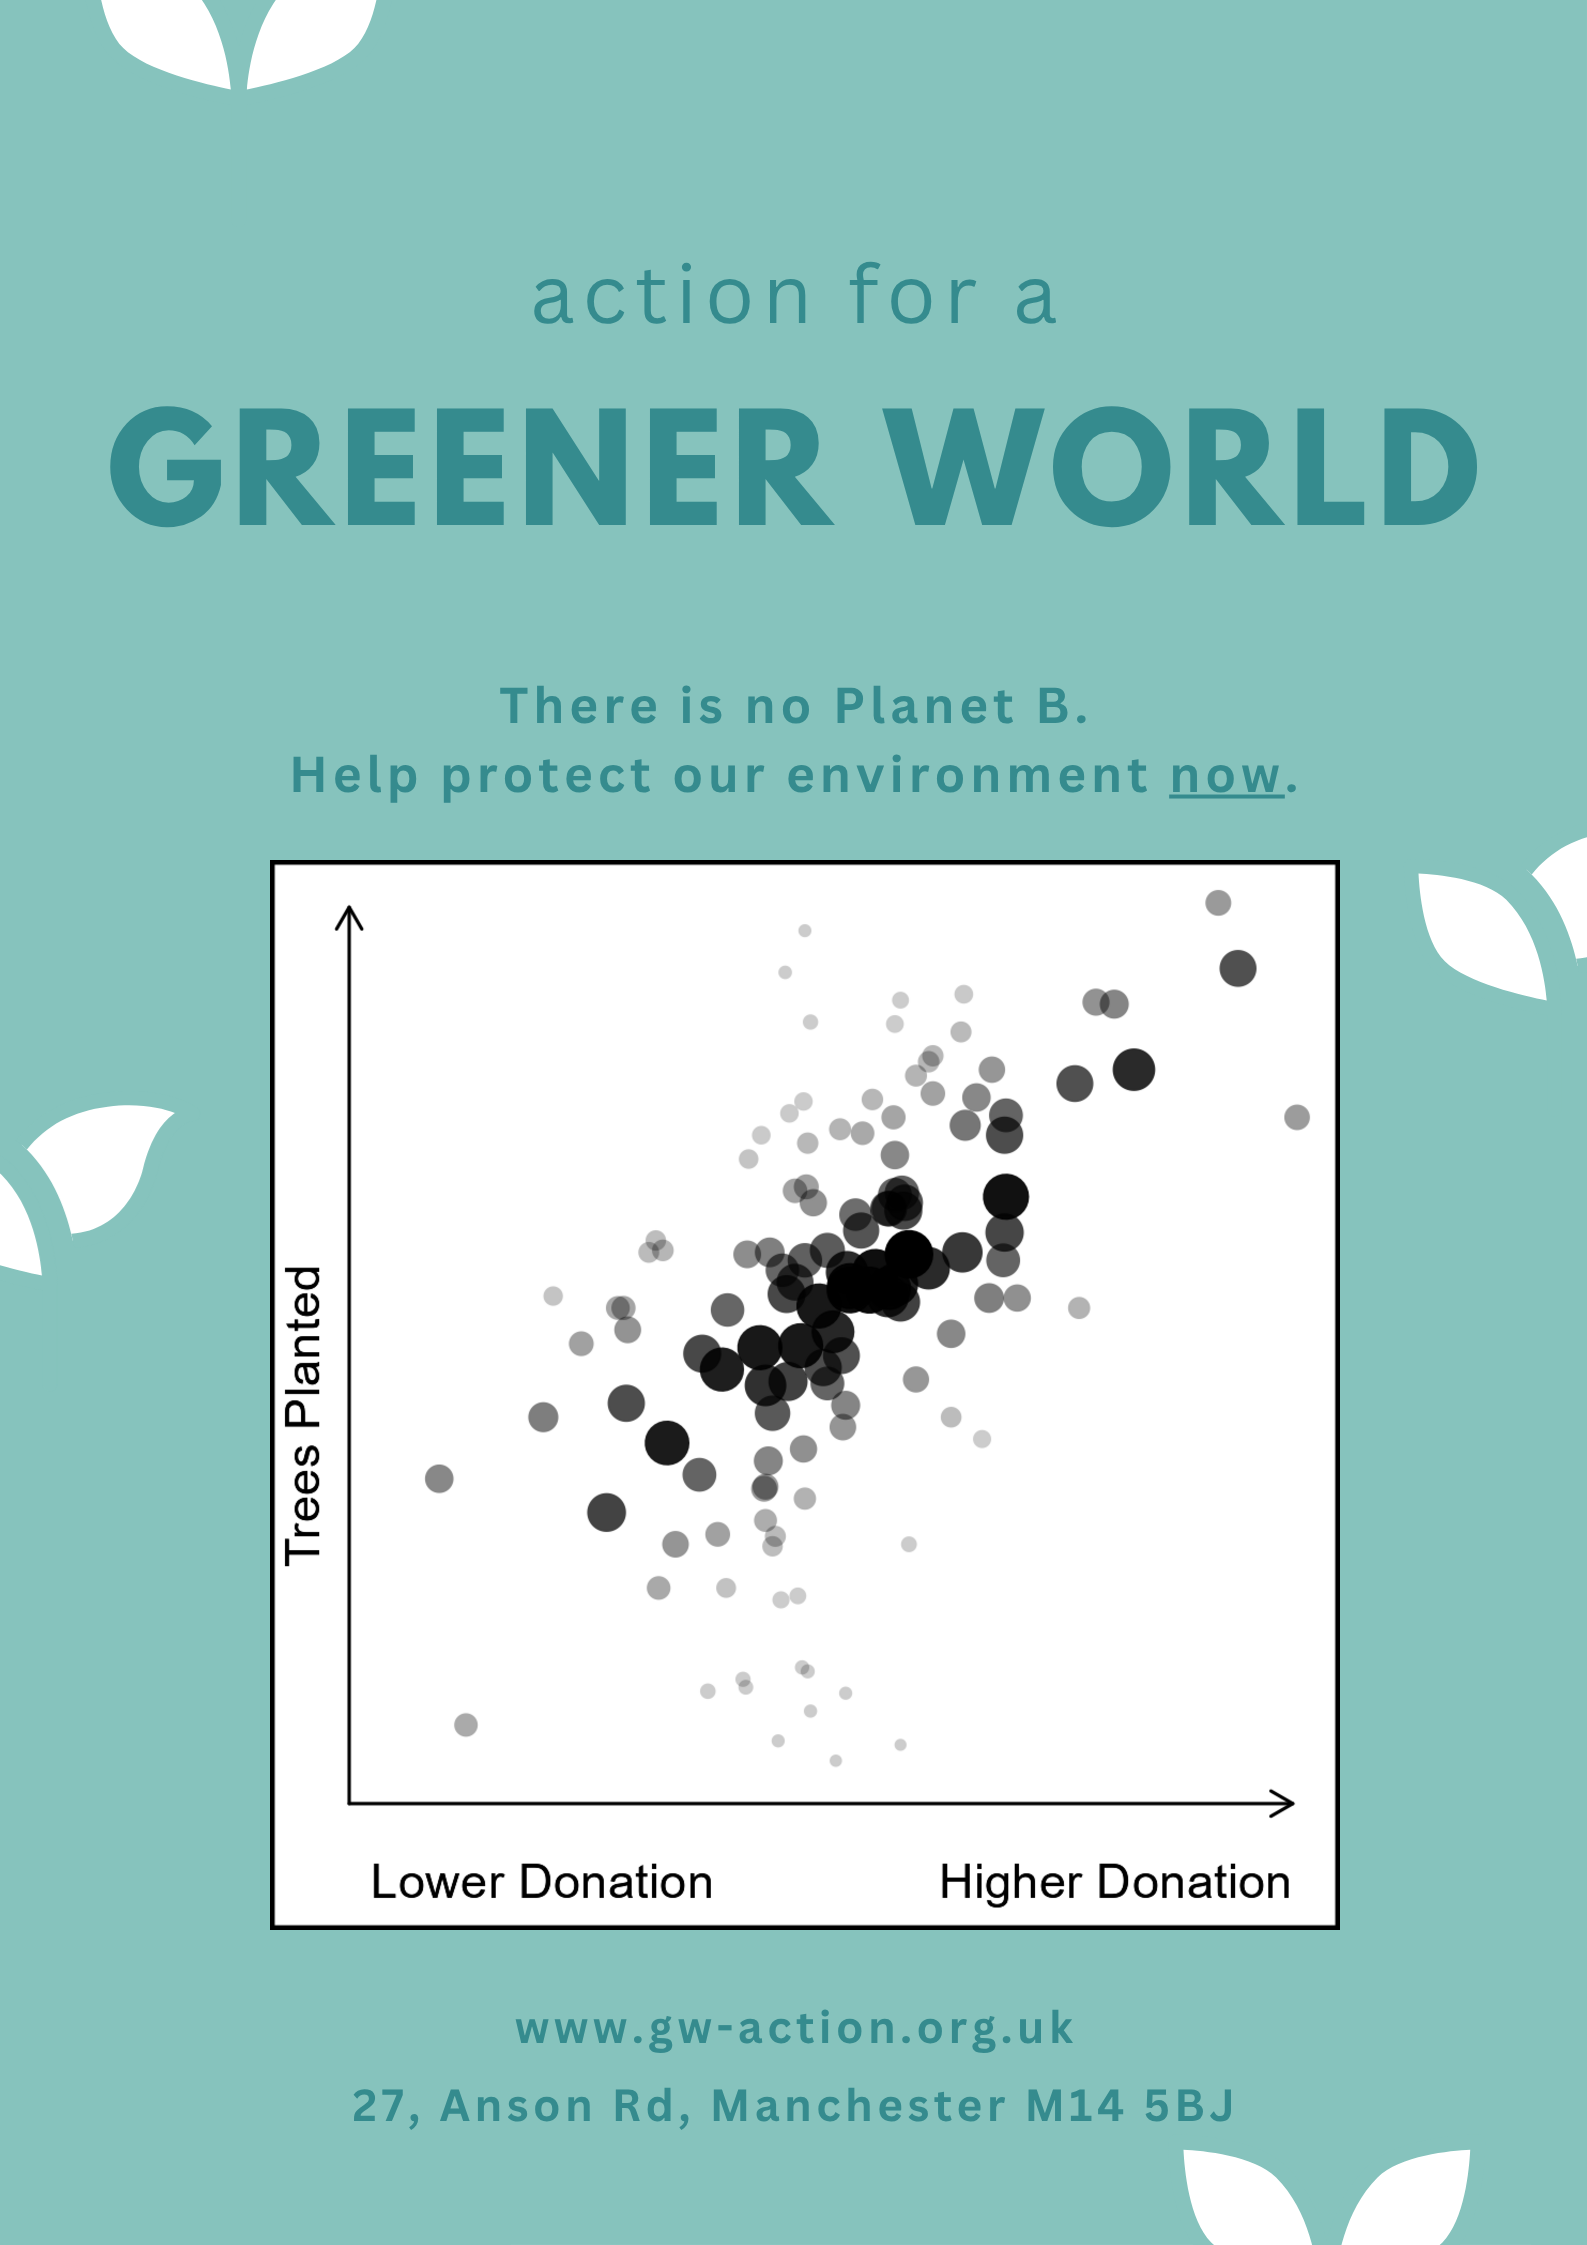 action for a
GREENER WORLD
There is no Planet B.
Help protect our environment now.
Trees Planted
Lower Donation
Higher Donation
www.gw-action.org.uk
27, Anson Rd, Manchester M14 5BJ